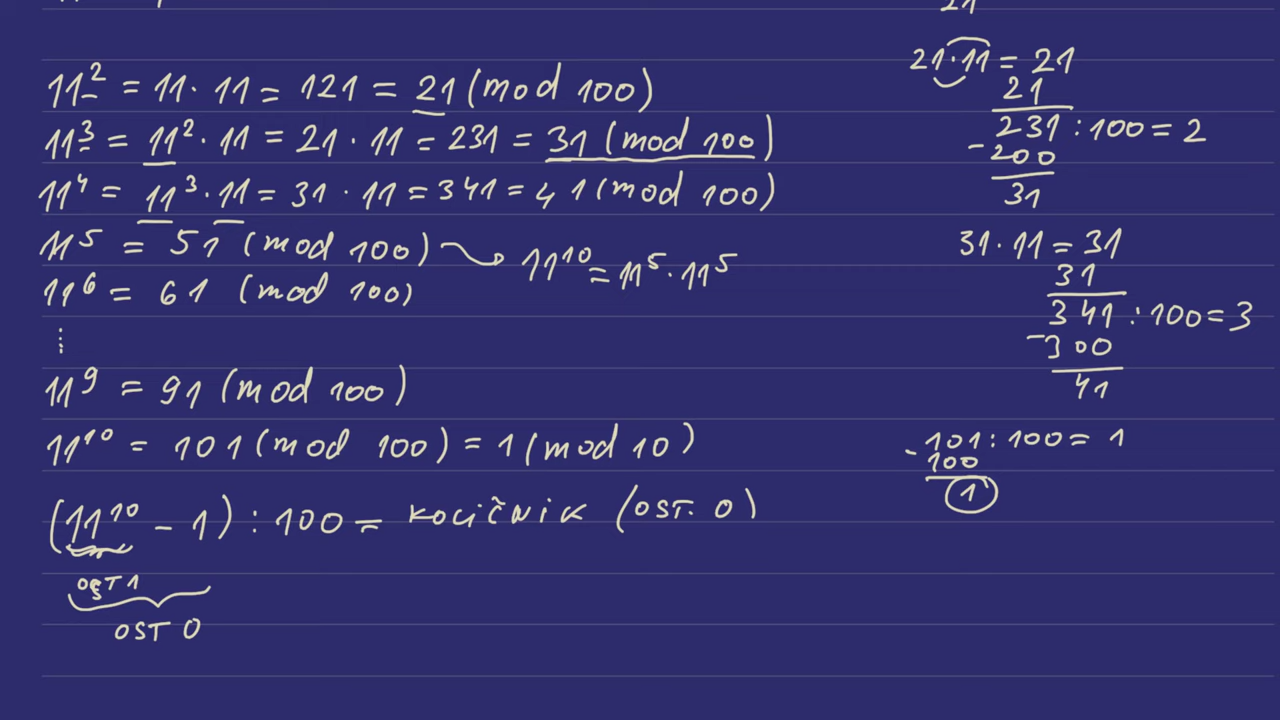 21
11² = 11 · 11 = 121 = 21 (mod 100)
11³ = 11² · 11 = 21 · 11 = 231 = 31 (mod 100)
11⁴ = 11³ · 11 = 31 · 11 = 341 = 41 (mod 100)
11⁵ = 51 (mod 100) → 11¹⁰ = 11⁵ · 11⁵
11⁶ = 61 (mod 100)
⋮
11⁹ = 91 (mod 100)
11¹⁰ = 101 (mod 100) = 1 (mod 10)
(11¹⁰ - 1) : 100 = KOLIČNIK (OST. 0)
OST 1
OST 0
21 · 11 = 21
21
231 : 100 = 2
-200
31
31 · 11 = 31
31
341 : 100 = 3
-300
41
101 : 100 = 1
-100
1